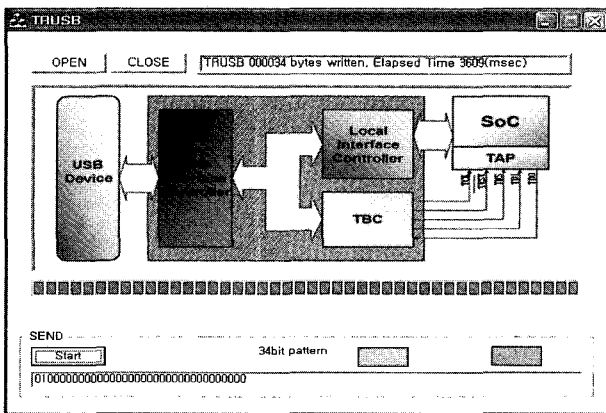 TRUSB
OPEN CLOSE TRUSB 000034 bytes written, Elapsed Time 3609(msec)
USB
Device
Local
Interface
Controller
SoC
TAP
TBC
SEND
Start 34bit pattern
0100000000000000000000000000000000